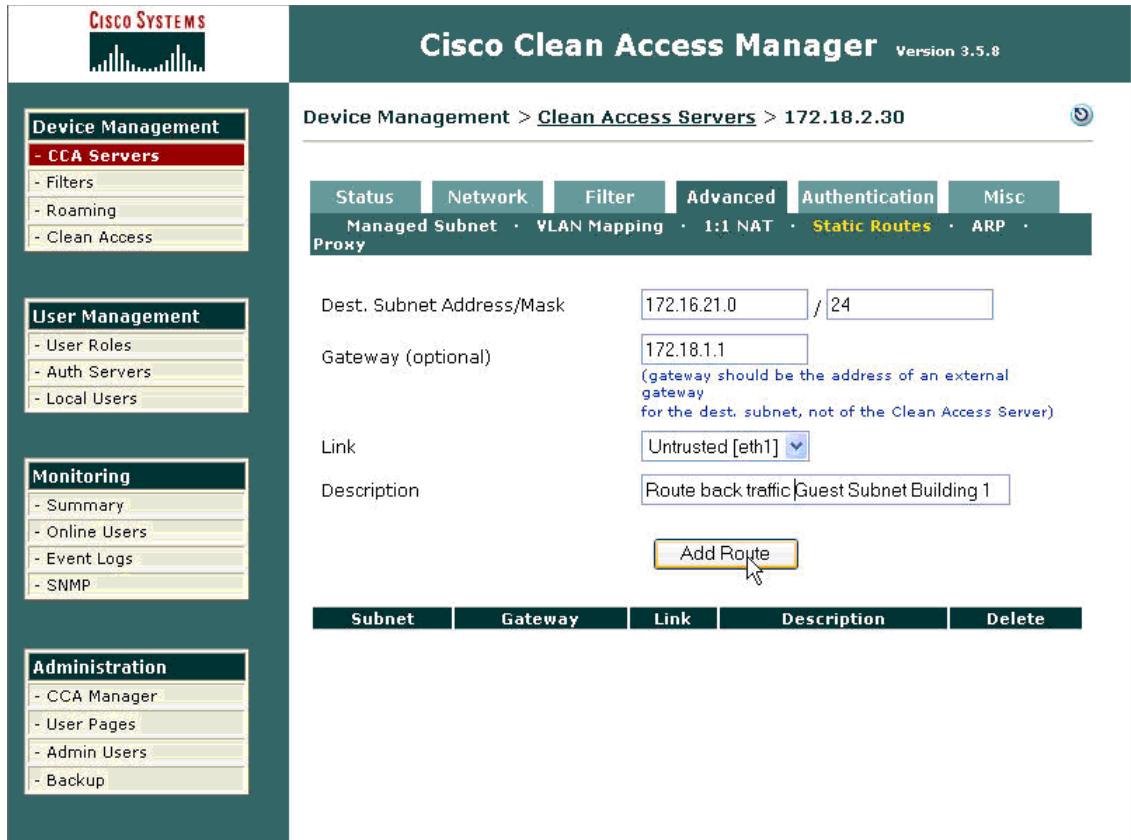 CISCO SYSTEMS
Cisco Clean Access Manager Version 3.5.8
Device Management
- CCA Servers
- Filters
- Roaming
- Clean Access
User Management
- User Roles
- Auth Servers
- Local Users
Monitoring
- Summary
- Online Users
- Event Logs
- SNMP
Administration
- CCA Manager
- User Pages
- Admin Users
- Backup
Device Management > Clean Access Servers > 172.18.2.30
Status Network Filter Advanced Authentication Misc
Managed Subnet · VLAN Mapping · 1:1 NAT · Static Routes · ARP ·
Proxy
Dest. Subnet Address/Mask 172.16.21.0 / 24
Gateway (optional) 172.18.1.1
(gateway should be the address of an external
gateway
for the dest. subnet, not of the Clean Access Server)
Link Untrusted [eth1]
Description Route back traffic Guest Subnet Building 1
Add Route
Subnet Gateway Link Description Delete